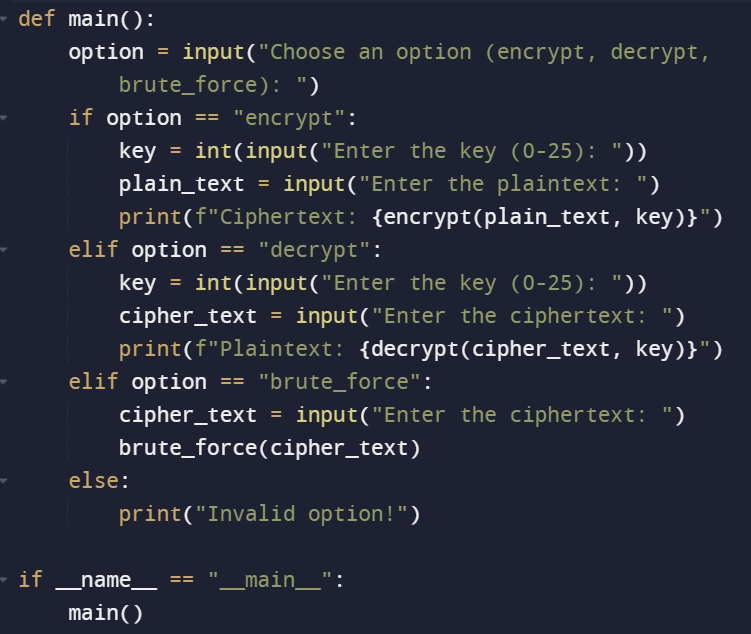 def main():
    option = input("Choose an option (encrypt, decrypt,
        brute_force): ")
    if option == "encrypt":
        key = int(input("Enter the key (0-25): "))
        plain_text = input("Enter the plaintext: ")
        print(f"Ciphertext: {encrypt(plain_text, key)}")
    elif option == "decrypt":
        key = int(input("Enter the key (0-25): "))
        cipher_text = input("Enter the ciphertext: ")
        print(f"Plaintext: {decrypt(cipher_text, key)}")
    elif option == "brute_force":
        cipher_text = input("Enter the ciphertext: ")
        brute_force(cipher_text)
    else:
        print("Invalid option!")

if __name__ == "__main__":
    main()